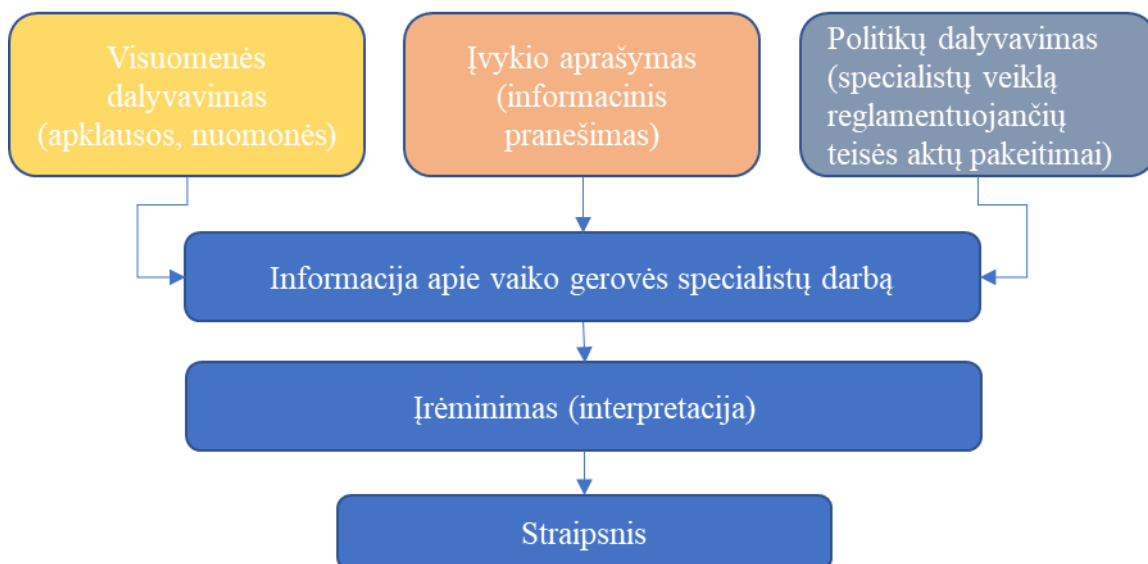 Visuomenės
dalyvavimas
(apklausos, nuomonės)
Įvykio aprašymas
(informacinis
pranešimas)
Politikų dalyvavimas
(specialistų veiklą
reglamentuojančių
teisės aktų pakeitimai)
Informacija apie vaiko gerovės specialistų darbą
Įrėminimas (interpretacija)
Straipsnis